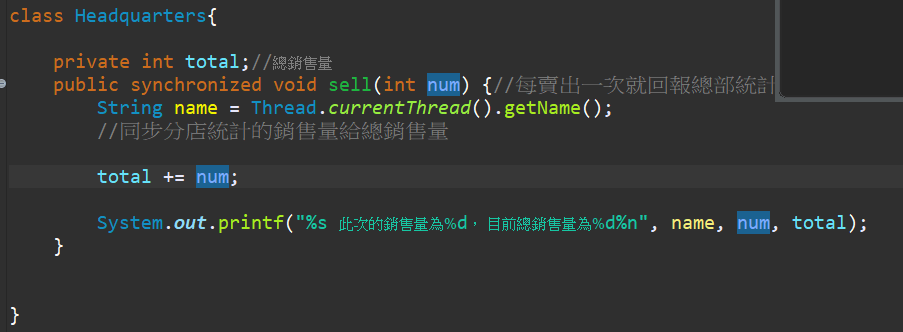 class Headquarters{
private int total;//總銷售量
public synchronized void sell(int num) {//每賣出一次就回報總部統計
String name = Thread.currentThread().getName();
//同步分店統計的銷售量給總銷售量
total += num;
System.out.printf("%s 此次的銷售量為%d，目前總銷售量為%d%n", name, num, total);
}
}